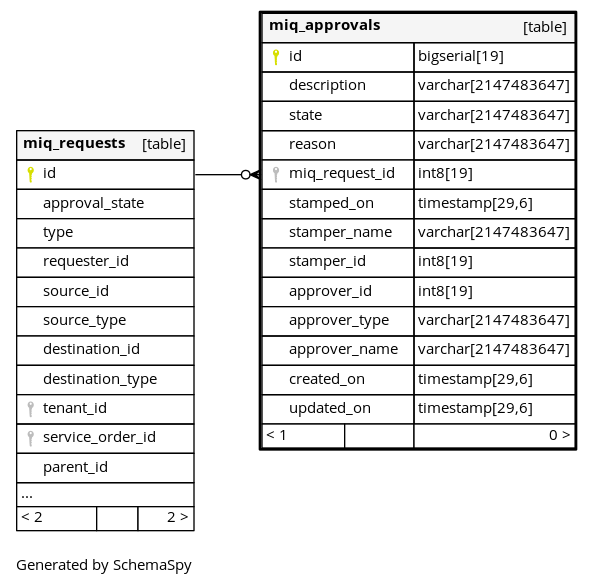 miq_approvals [table]
id bigserial[19]
description varchar[2147483647]
state varchar[2147483647]
reason varchar[2147483647]
miq_request_id int8[19]
stamped_on timestamp[29,6]
stamper_name varchar[2147483647]
stamper_id int8[19]
approver_id int8[19]
approver_type varchar[2147483647]
approver_name varchar[2147483647]
created_on timestamp[29,6]
updated_on timestamp[29,6]
< 1 0 >
miq_requests [table]
id
approval_state
type
requester_id
source_id
source_type
destination_id
destination_type
tenant_id
service_order_id
parent_id
...
< 2 2 >
Generated by SchemaSpy